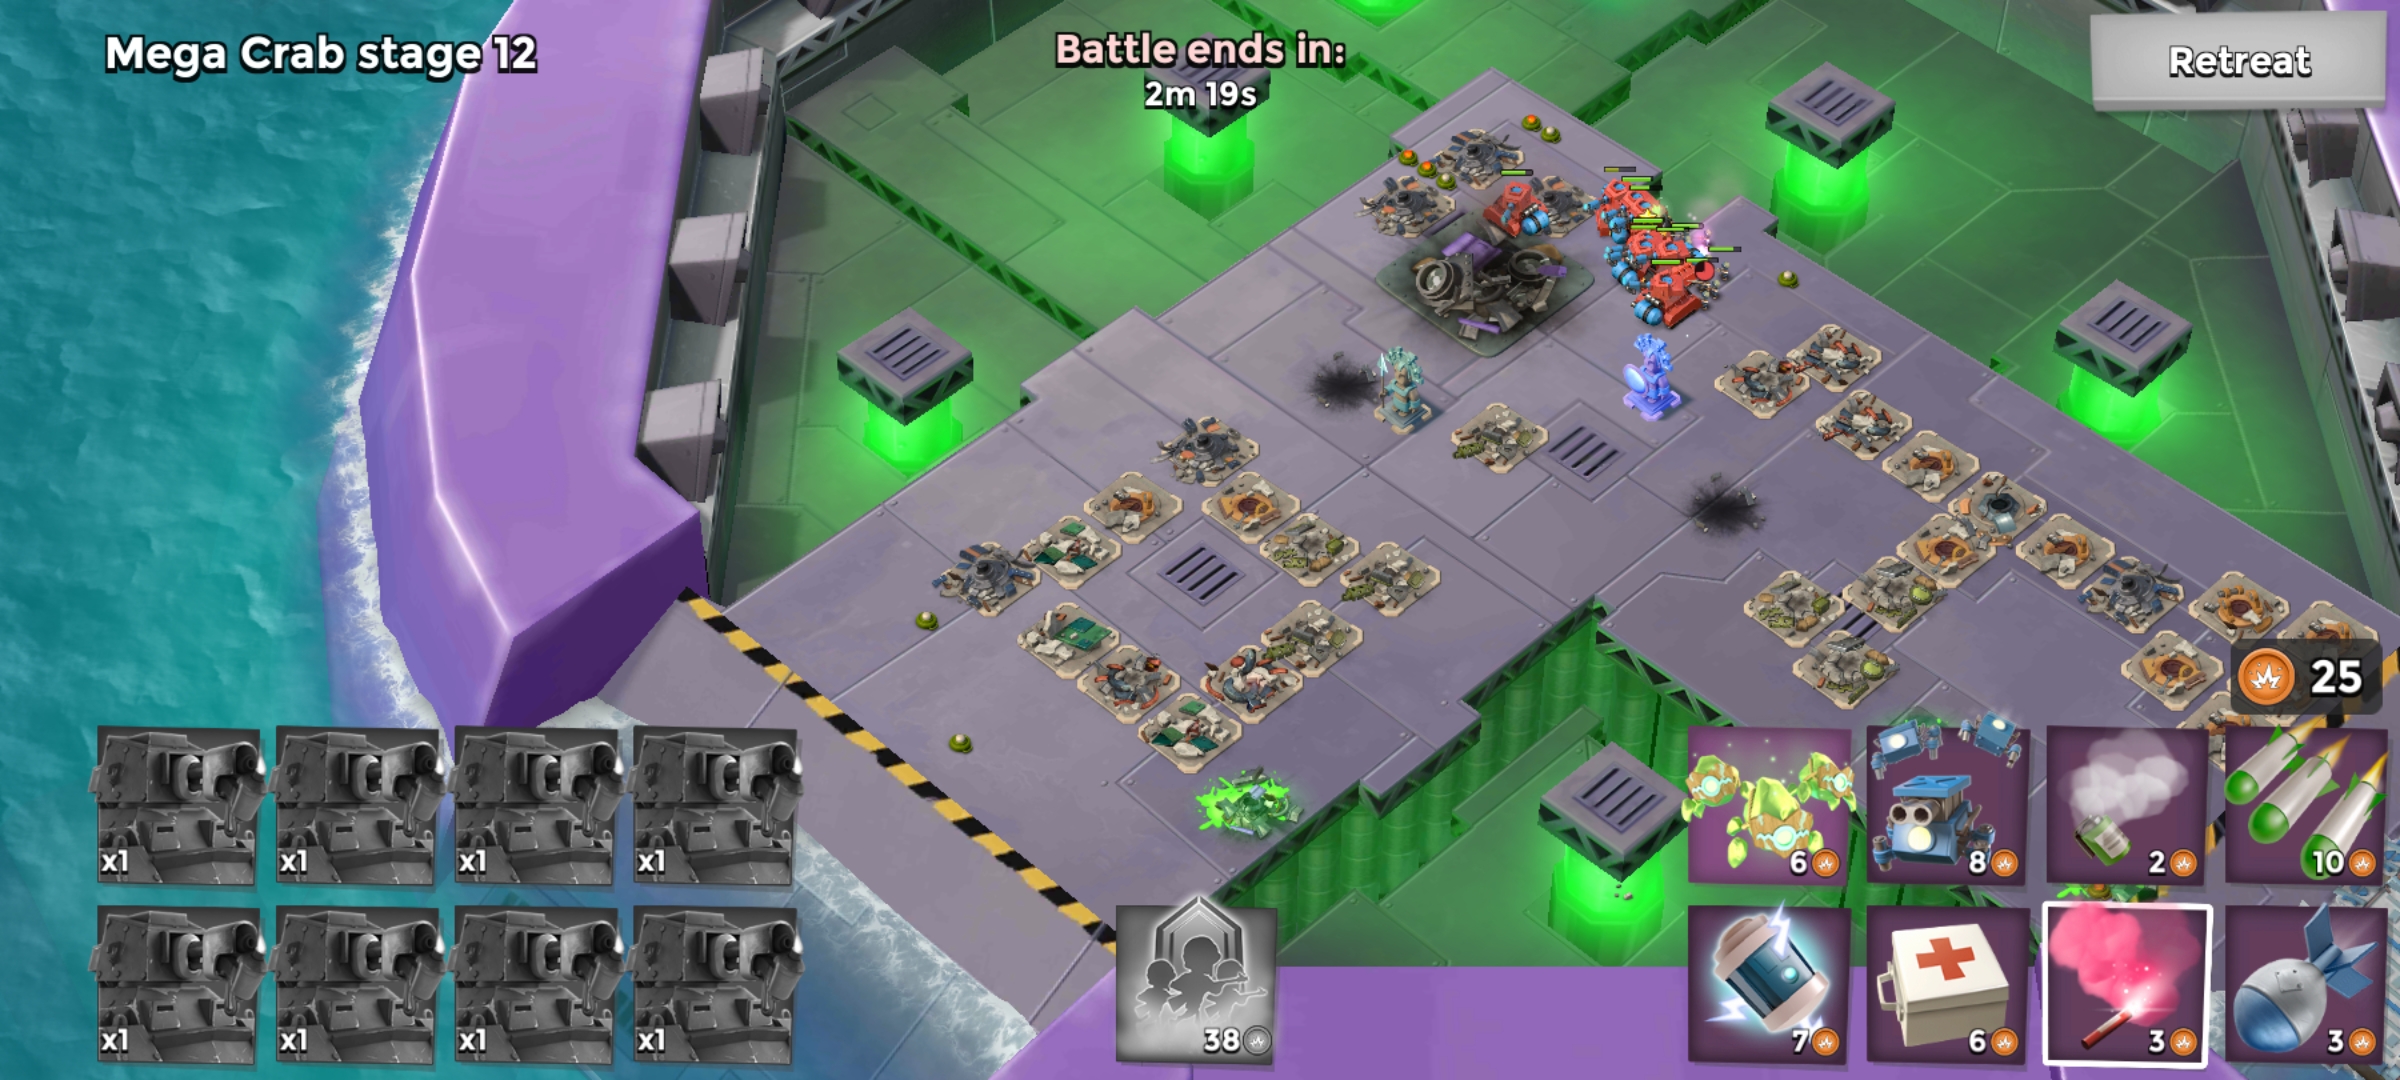 Mega Crab stage 12
Battle ends in:
2m 19s
Retreat
25
x1
x1
x1
x1
6
8
2
10
x1
x1
x1
x1
38
7
6
3
3